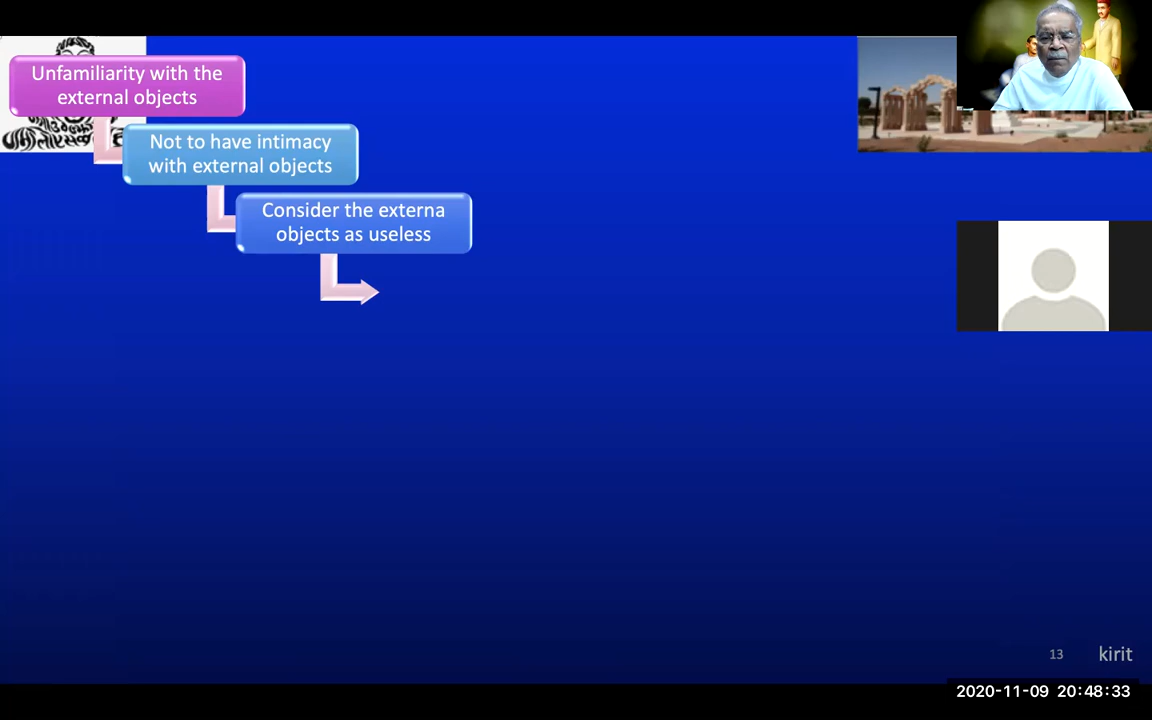 Unfamiliarity with the
external objects
Not to have intimacy
with external objects
Consider the externa
objects as useless
13
kirit
2020-11-09 20:48:33